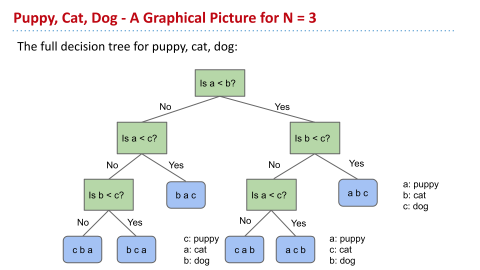 Puppy, Cat, Dog - A Graphical Picture for N = 3
The full decision tree for puppy, cat, dog:
Is a < b?
No
Yes
Is a < c?
Is b < c?
No
Yes
No
Yes
Is b < c?
b a c
Is a < c?
a b c
a: puppy
b: cat
c: dog
No
Yes
No
Yes
c b a
b c a
c: puppy
a: cat
b: dog
c a b
a c b
a: puppy
c: cat
b: dog